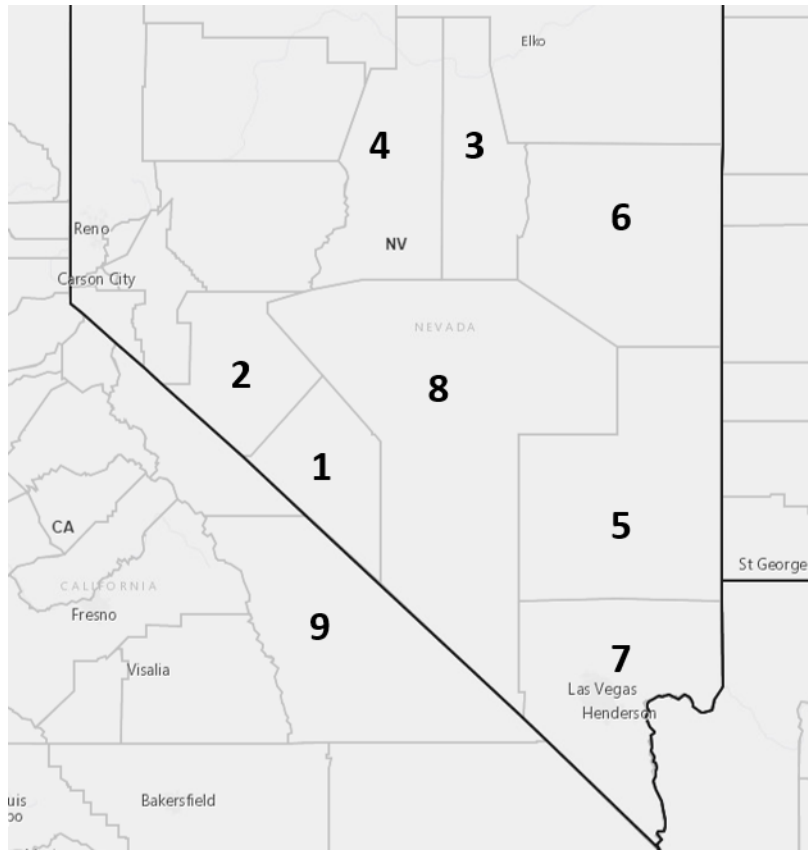 Elko
4
3
6
Reno
NV
Carson City
NEVADA
2
8
1
CA
5
St George
CALIFORNIA
Fresno
9
7
Visalia
Las Vegas
Henderson
Bakersfield